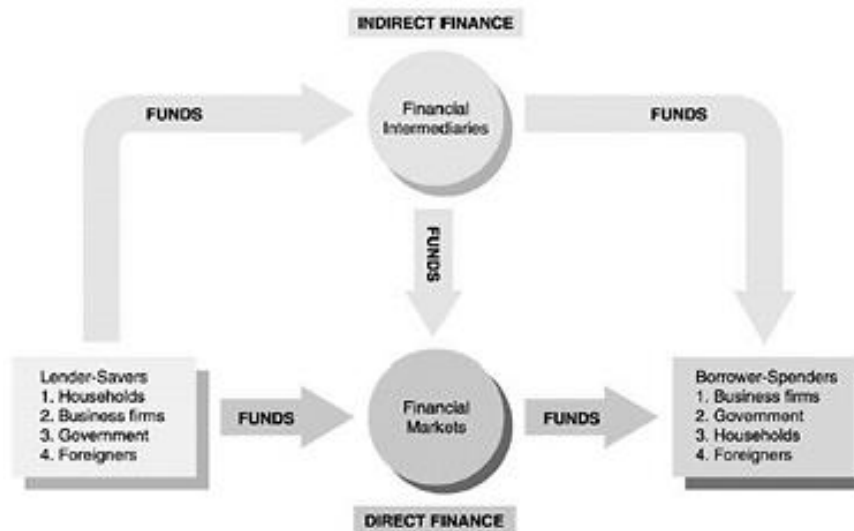 INDIRECT FINANCE
FUNDS
Financial
Intermediaries
FUNDS
FUNDS
Lender-Savers
1. Households
2. Business firms
3. Government
4. Foreigners
FUNDS
Financial
Markets
FUNDS
Borrower-Spenders
1. Business firms
2. Government
3. Households
4. Foreigners
DIRECT FINANCE